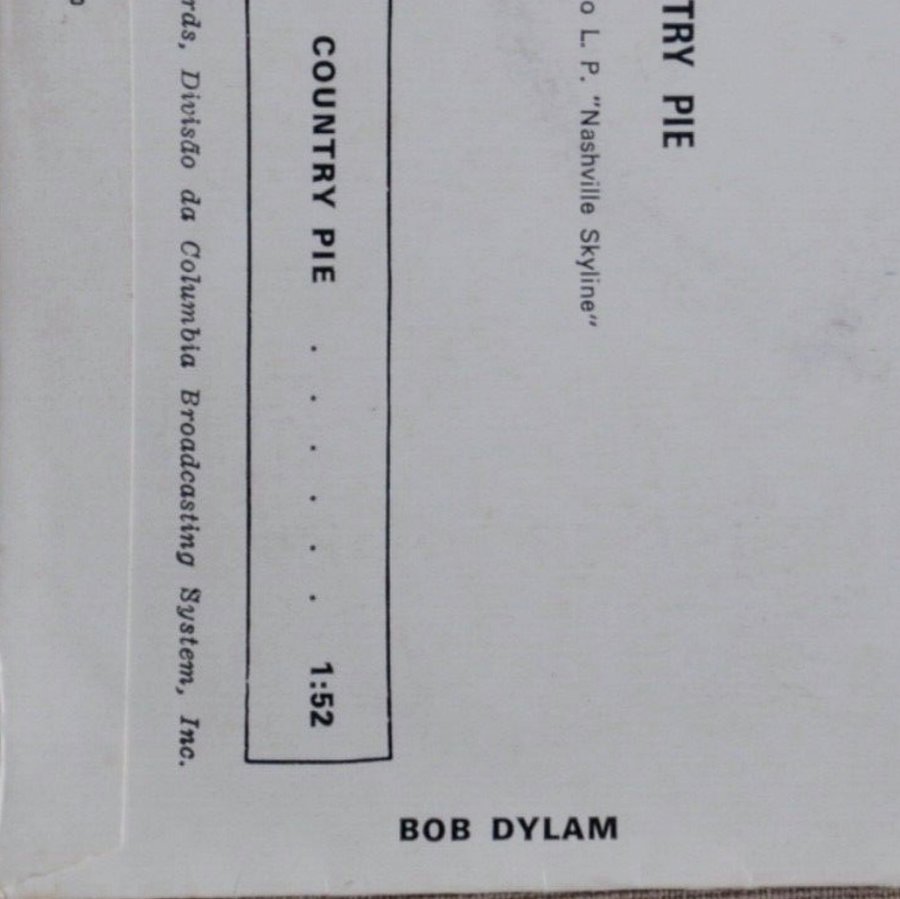 TRY PIE
o L. P. "Nashville Skyline"
COUNTRY PIE . . . . . . 1:52
rds, Divisão da Columbia Broadcasting System, Inc.
BOB DYLAM